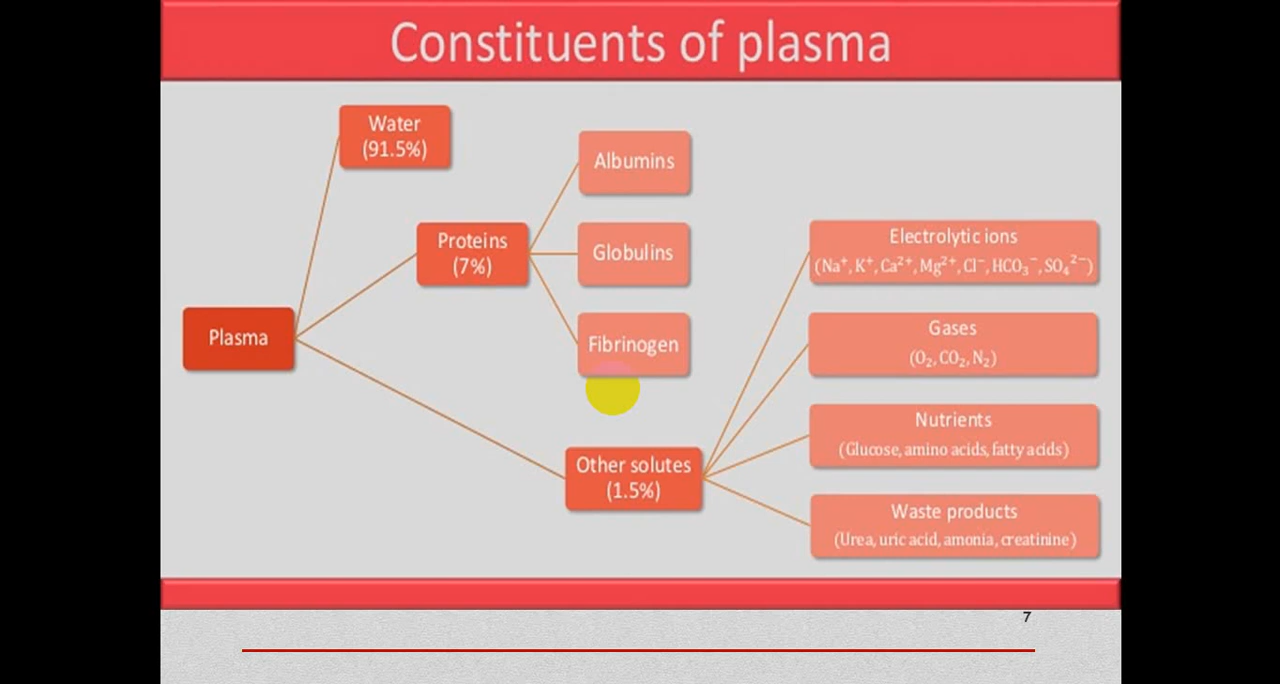 Constituents of plasma
Water
(91.5%)
Albumins
Proteins
(7%)
Globulins
Fibrinogen
Plasma
Other solutes
(1.5%)
Electrolytic ions
(Na⁺, K⁺, Ca²⁺, Mg²⁺, Cl⁻, HCO₃⁻, SO₄²⁻)
Gases
(O₂, CO₂, N₂)
Nutrients
(Glucose, amino acids, fatty acids)
Waste products
(Urea, uric acid, amonia, creatinine)
7